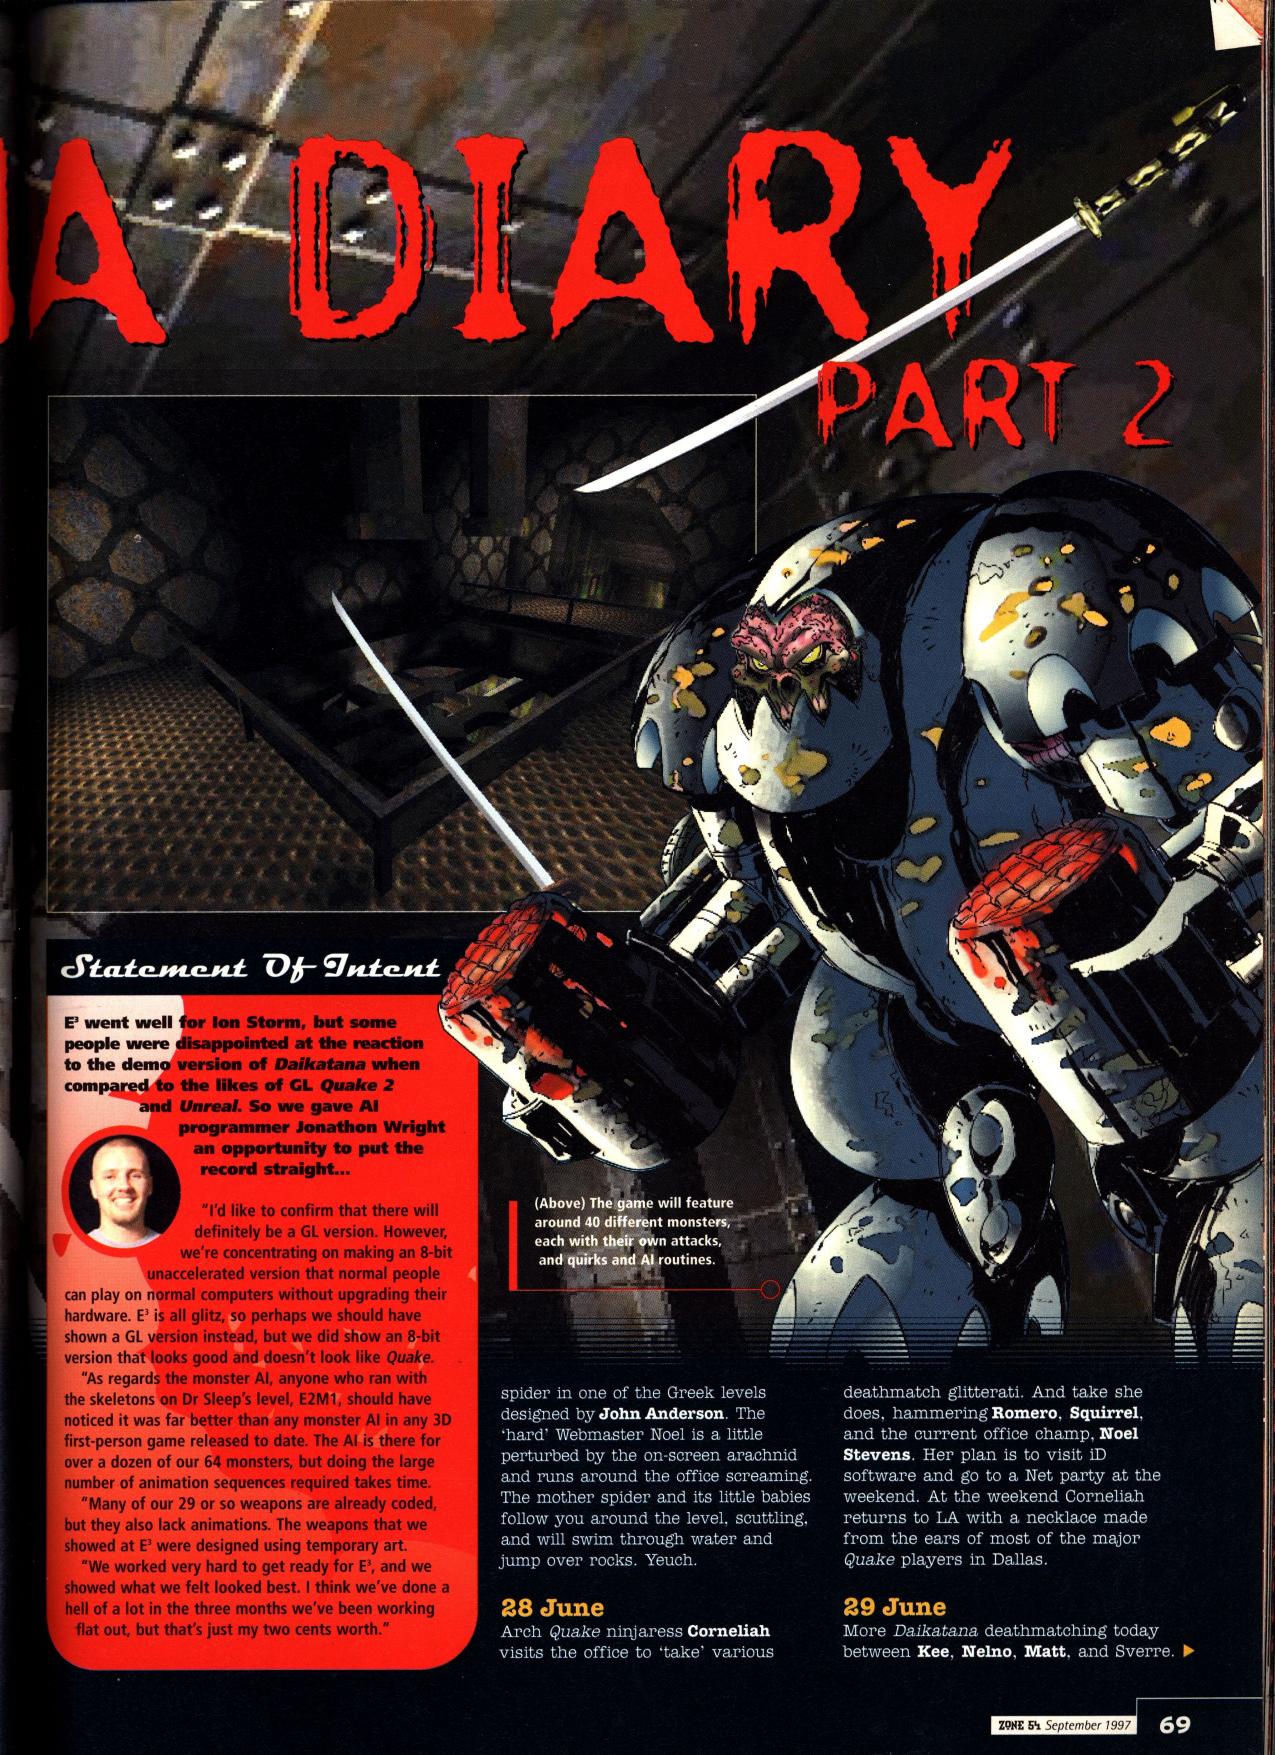 A DIARY
PART 2
Statement Of Intent
E³ went well for Ion Storm, but some
people were disappointed at the reaction
to the demo version of Daikatana when
compared to the likes of GL Quake 2
and Unreal. So we gave AI
programmer Jonathon Wright
an opportunity to put the
record straight...
"I'd like to confirm that there will
definitely be a GL version. However,
we're concentrating on making an 8-bit
unaccelerated version that normal people
can play on normal computers without upgrading their
hardware. E³ is all glitz, so perhaps we should have
shown a GL version instead, but we did show an 8-bit
version that looks good and doesn't look like Quake.
"As regards the monster AI, anyone who ran with
the skeletons on Dr Sleep's level, E2M1, should have
noticed it was far better than any monster AI in any 3D
first-person game released to date. The AI is there for
over a dozen of our 64 monsters, but doing the large
number of animation sequences required takes time.
"Many of our 29 or so weapons are already coded,
but they also lack animations. The weapons that we
showed at E³ were designed using temporary art.
"We worked very hard to get ready for E³, and we
showed what we felt looked best. I think we've done a
hell of a lot in the three months we've been working
flat out, but that's just my two cents worth."
(Above) The game will feature
around 40 different monsters,
each with their own attacks,
and quirks and AI routines.
spider in one of the Greek levels
designed by John Anderson. The
'hard' Webmaster Noel is a little
perturbed by the on-screen arachnid
and runs around the office screaming.
The mother spider and its little babies
follow you around the level, scuttling,
and will swim through water and
jump over rocks. Yeuch.
28 June
Arch Quake ninjaress Corneliah
visits the office to 'take' various
deathmatch glitterati. And take she
does, hammering Romero, Squirrel,
and the current office champ, Noel
Stevens. Her plan is to visit iD
software and go to a Net party at the
weekend. At the weekend Corneliah
returns to LA with a necklace made
from the ears of most of the major
Quake players in Dallas.
29 June
More Daikatana deathmatching today
between Kee, Nelno, Matt, and Sverre.
ZONE 54 September 1997 69